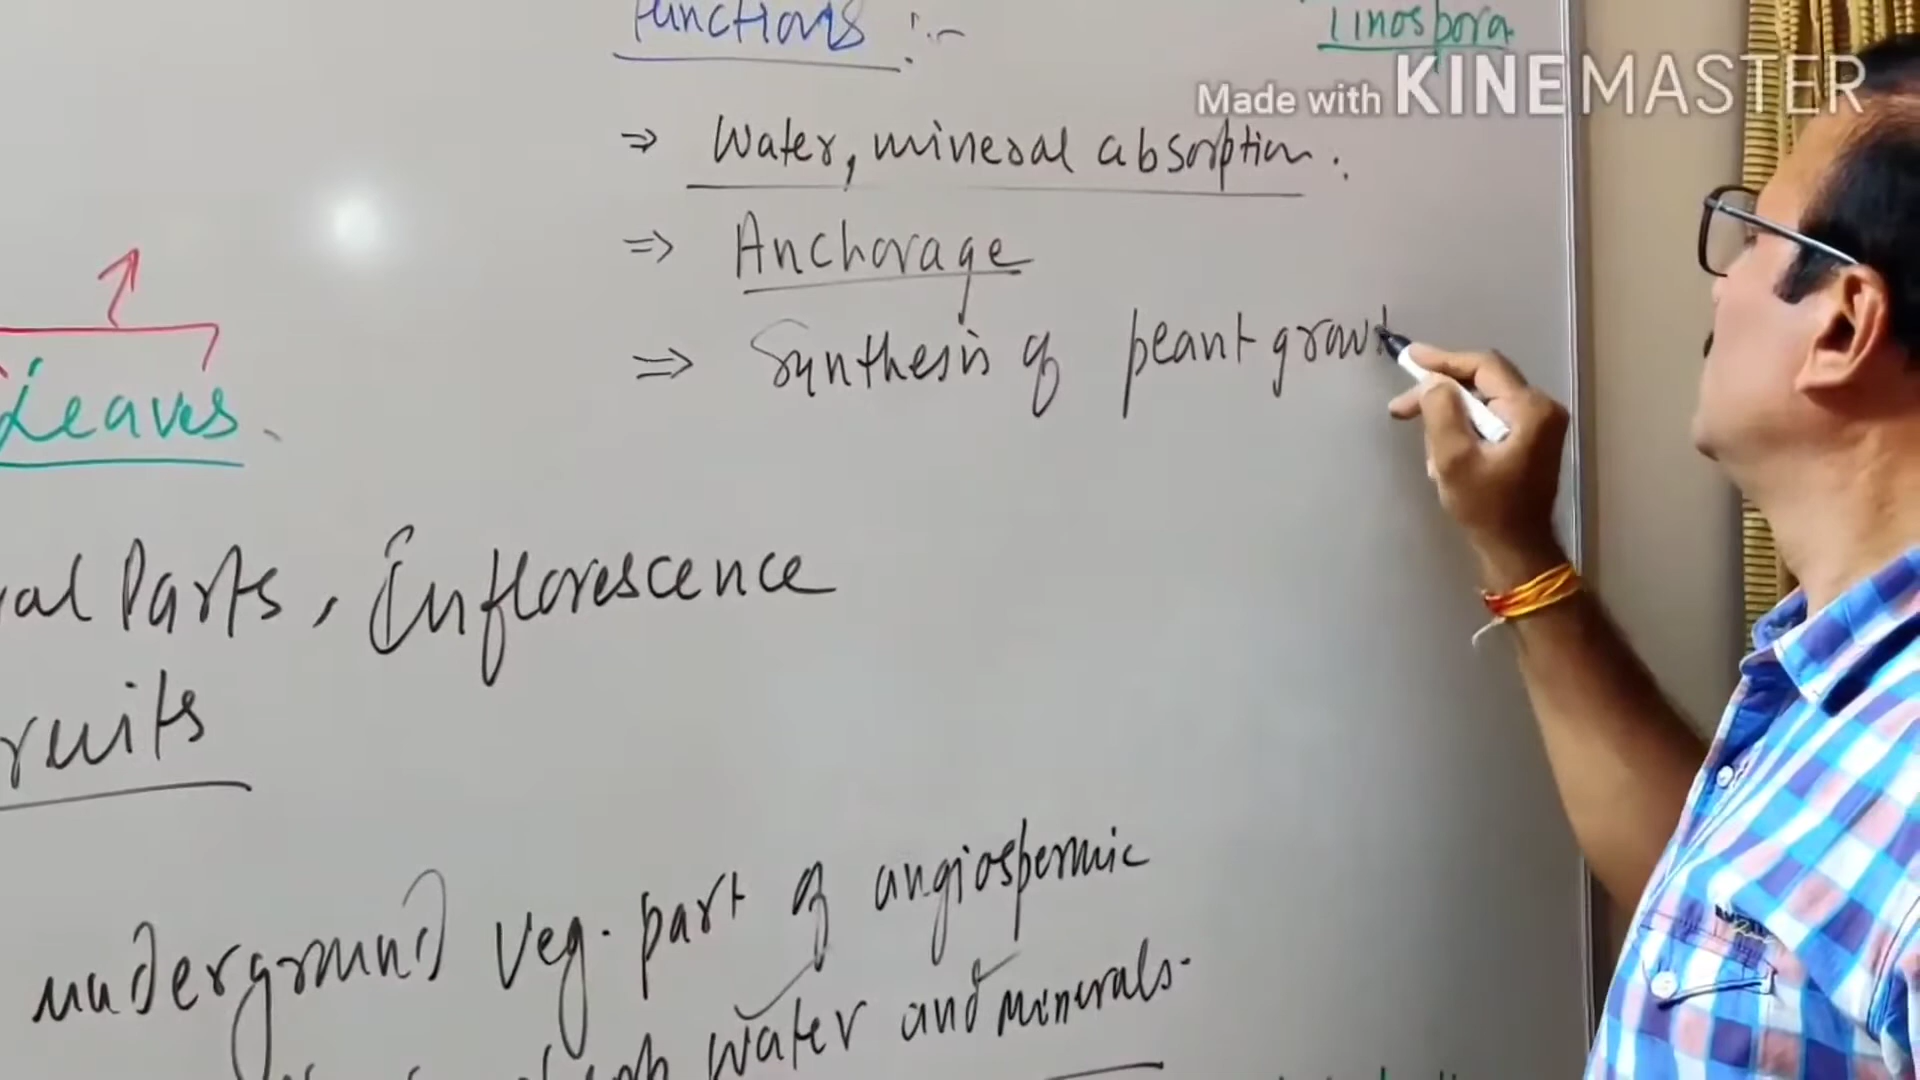 Functions :-
Tinospora
Made with KINEMASTER
⇒ Water, mineral absorption.
⇒ Anchorage
⇒ Synthesis of peant growt
Leaves.
al Parts, Inflorescence
ruits
underground veg. part of angiospermic
water and minerals.